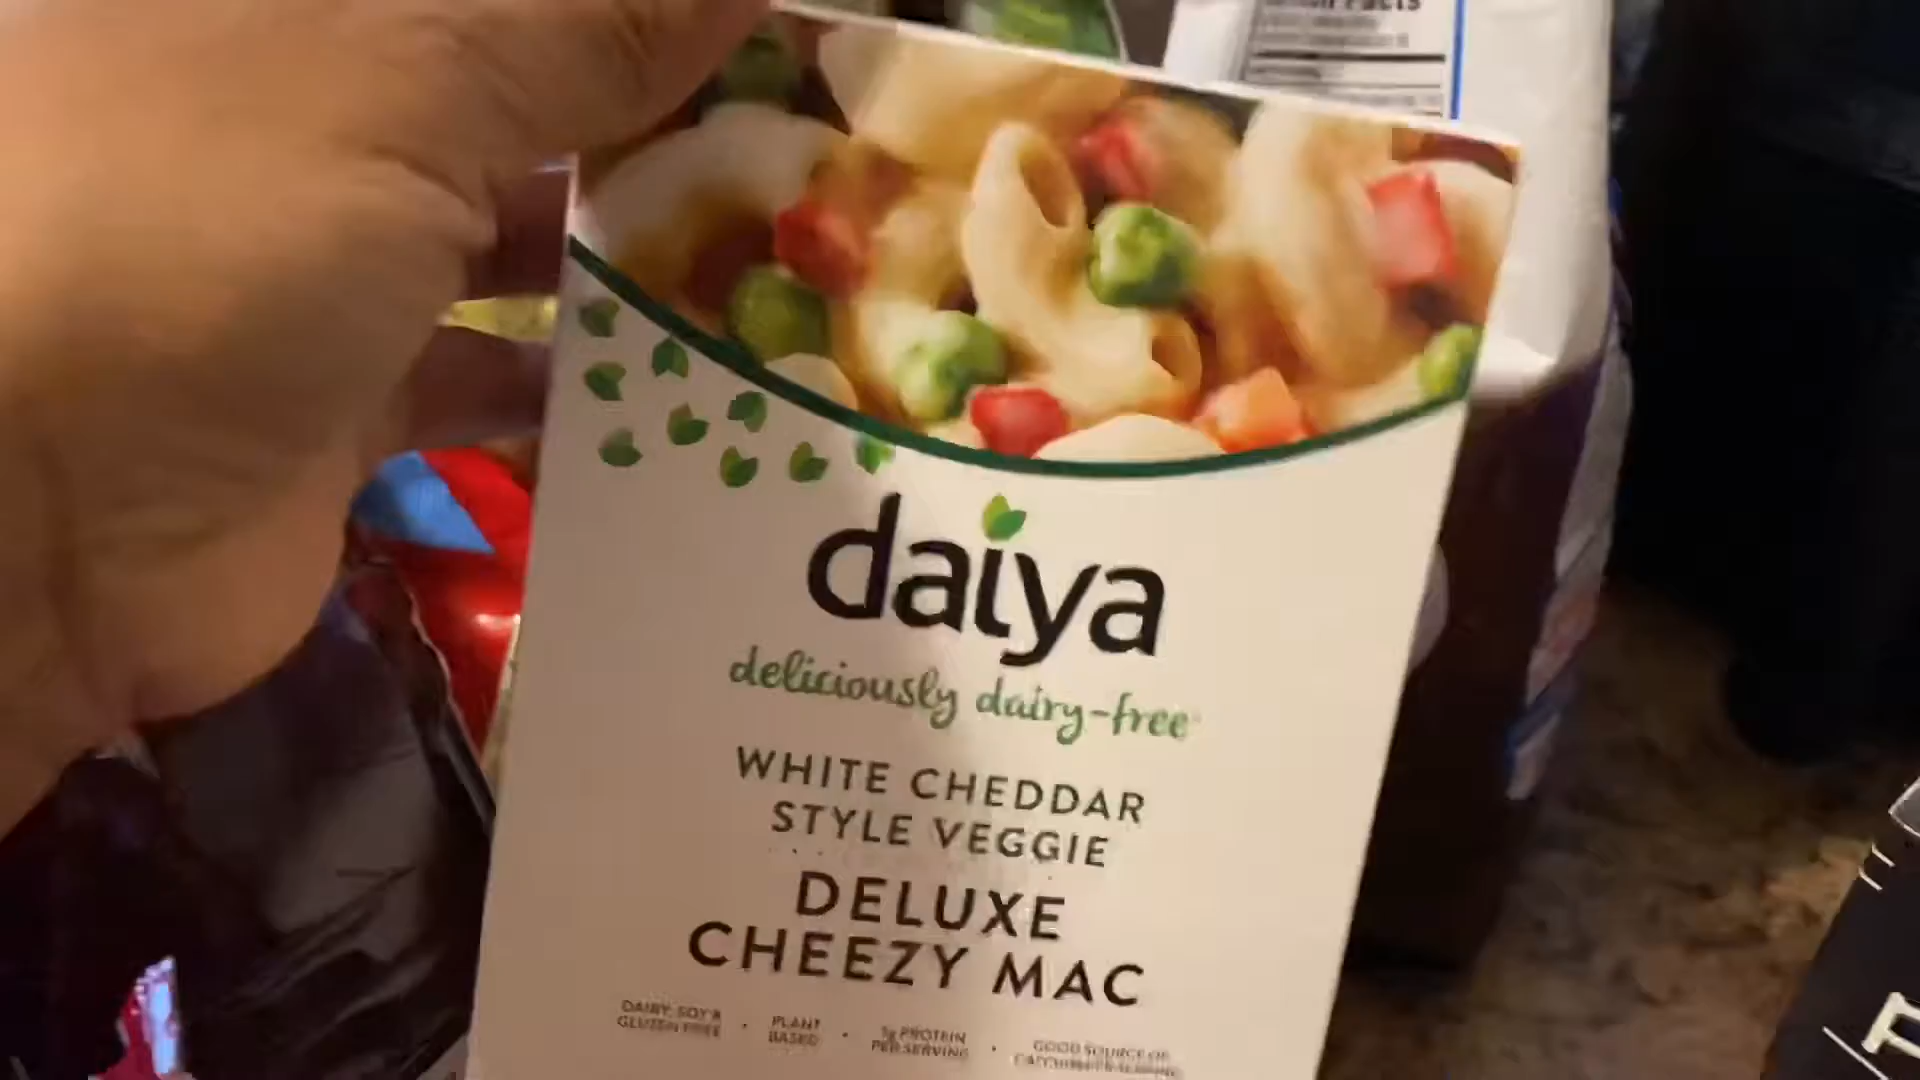 Facts
daiya
deliciously dairy-free
WHITE CHEDDAR
STYLE VEGGIE
DELUXE
CHEEZY MAC
DAIRY, SOY &
GLUTEN FREE
PLANT
BASED
PROTEIN
PER SERVING
GOOD SOURCE OF